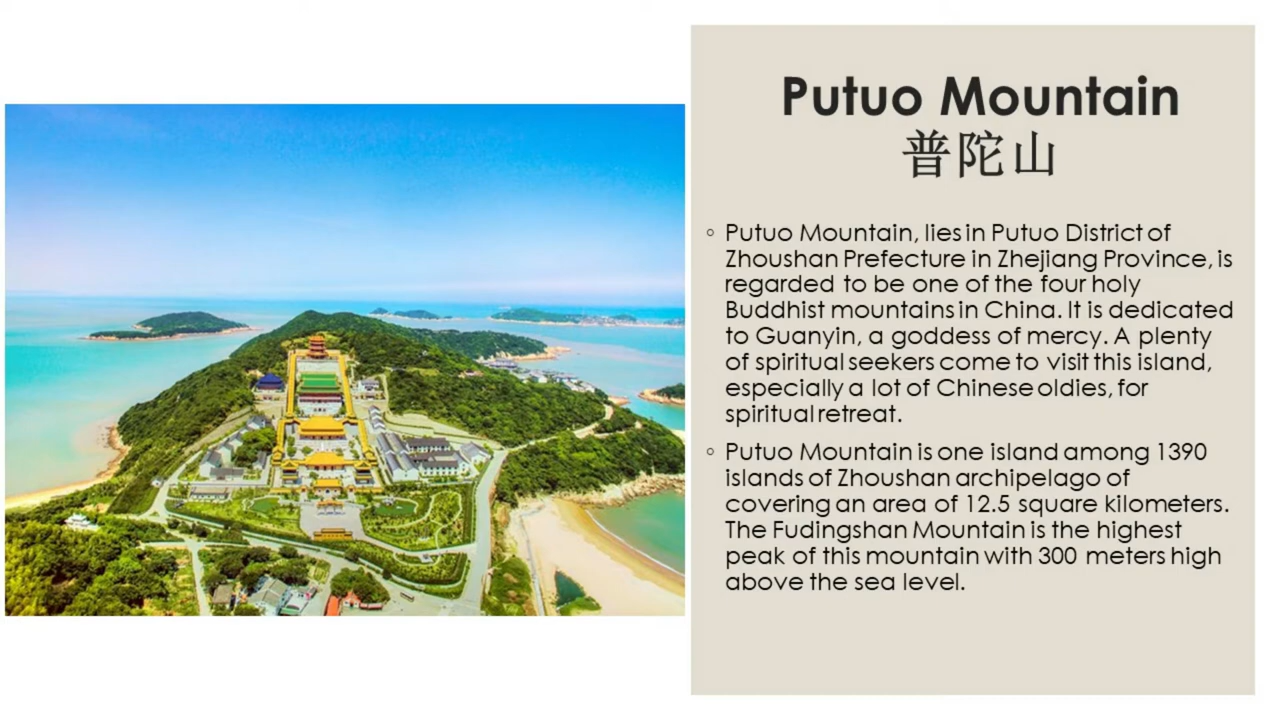 Putuo Mountain
普陀山
Putuo Mountain, lies in Putuo District of
Zhoushan Prefecture in Zhejiang Province, is
regarded to be one of the four holy
Buddhist mountains in China. It is dedicated
to Guanyin, a goddess of mercy. A plenty
of spiritual seekers come to visit this island,
especially a lot of Chinese oldies, for
spiritual retreat.
Putuo Mountain is one island among 1390
islands of Zhoushan archipelago of
covering an area of 12.5 square kilometers.
The Fudingshan Mountain is the highest
peak of this mountain with 300 meters high
above the sea level.